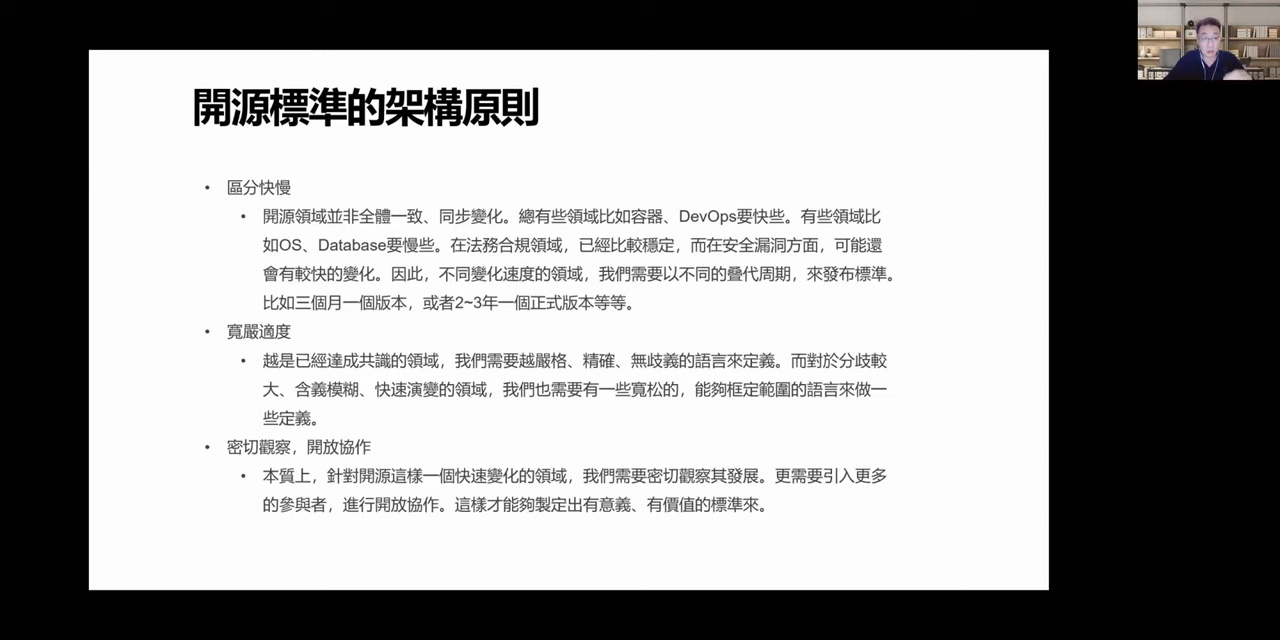 開源標準的架構原則
• 區分快慢
• 開源領域並非全體一致、同步變化。總有些領域比如容器、DevOps要快些。有些領域比
如OS、Database要慢些。在法務合規領域，已經比較穩定，而在安全漏洞方面，可能還
會有較快的變化。因此，不同變化速度的領域，我們需要以不同的叠代周期，來發布標準。
比如三個月一個版本，或者2~3年一個正式版本等等。
• 寬嚴適度
• 越是已經達成共識的領域，我們需要越嚴格、精確、無歧義的語言來定義。而對於分歧較
大、含義模糊、快速演變的領域，我們也需要有一些寬松的，能夠框定範圍的語言來做一
些定義。
• 密切觀察，開放協作
• 本質上，針對開源這樣一個快速變化的領域，我們需要密切觀察其發展。更需要引入更多
的參與者，進行開放協作。這樣才能夠製定出有意義、有價值的標準來。